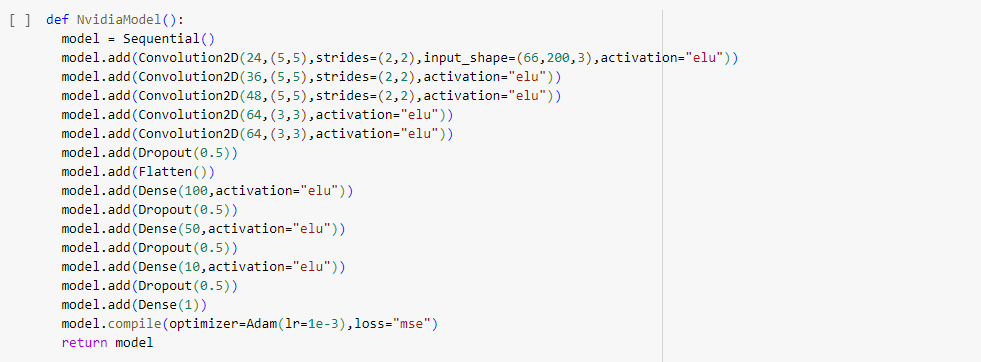 [ ] def NvidiaModel():
model = Sequential()
model.add(Convolution2D(24,(5,5),strides=(2,2),input_shape=(66,200,3),activation="elu"))
model.add(Convolution2D(36,(5,5),strides=(2,2),activation="elu"))
model.add(Convolution2D(48,(5,5),strides=(2,2),activation="elu"))
model.add(Convolution2D(64,(3,3),activation="elu"))
model.add(Convolution2D(64,(3,3),activation="elu"))
model.add(Dropout(0.5))
model.add(Flatten())
model.add(Dense(100,activation="elu"))
model.add(Dropout(0.5))
model.add(Dense(50,activation="elu"))
model.add(Dropout(0.5))
model.add(Dense(10,activation="elu"))
model.add(Dropout(0.5))
model.add(Dense(1))
model.compile(optimizer=Adam(lr=1e-3),loss="mse")
return model